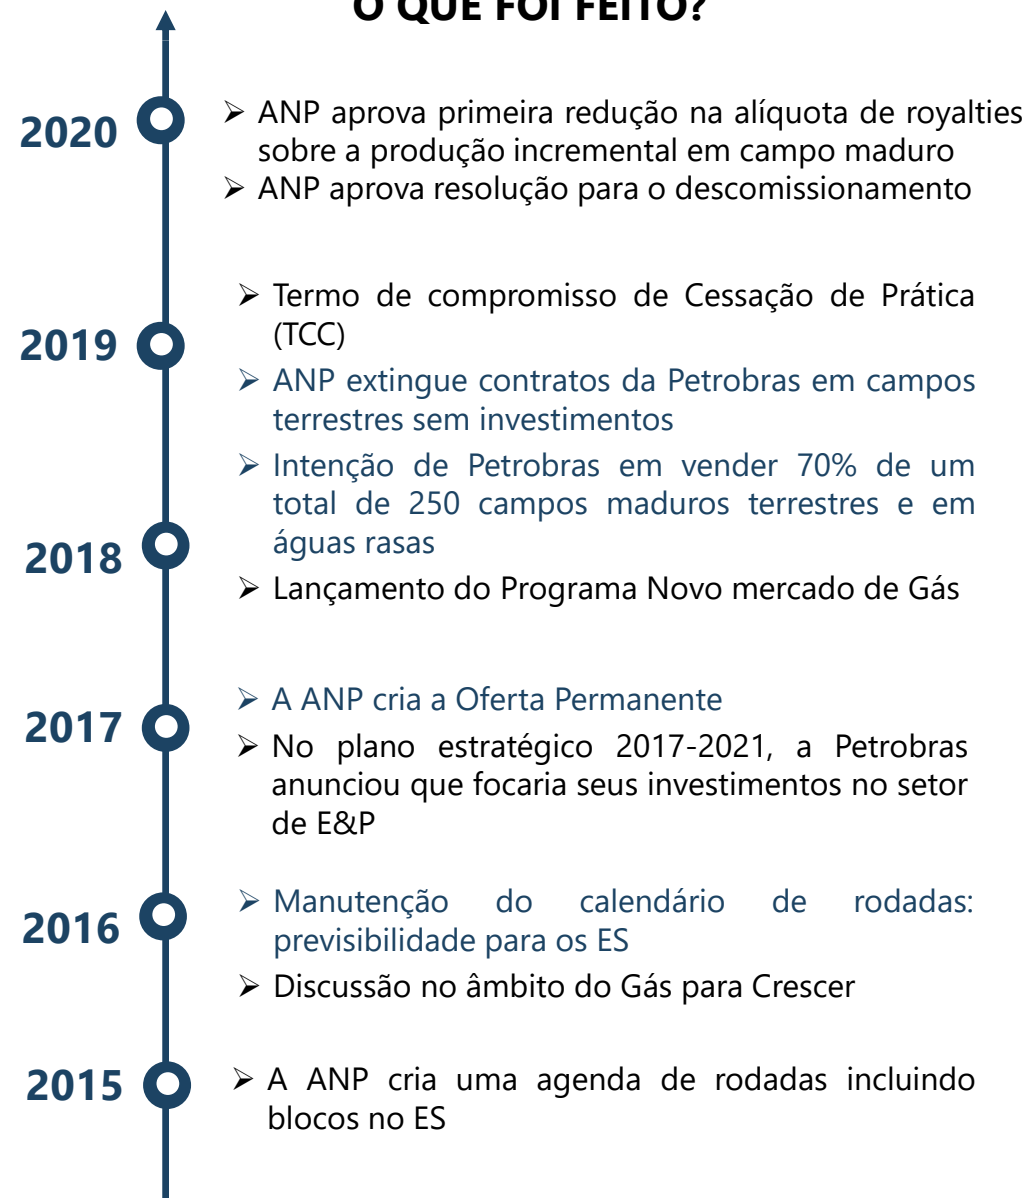 O QUE FOI FEITO?
2020
➢ ANP aprova primeira redução na alíquota de royalties
sobre a produção incremental em campo maduro
➢ ANP aprova resolução para o descomissionamento
2019
➢ Termo de compromisso de Cessação de Prática
(TCC)
➢ ANP extingue contratos da Petrobras em campos
terrestres sem investimentos
➢ Intenção de Petrobras em vender 70% de um
total de 250 campos maduros terrestres e em
águas rasas
2018
➢ Lançamento do Programa Novo mercado de Gás
2017
➢ A ANP cria a Oferta Permanente
➢ No plano estratégico 2017-2021, a Petrobras
anunciou que focaria seus investimentos no setor
de E&P
2016
➢ Manutenção do calendário de rodadas:
previsibilidade para os ES
➢ Discussão no âmbito do Gás para Crescer
2015
➢ A ANP cria uma agenda de rodadas incluindo
blocos no ES